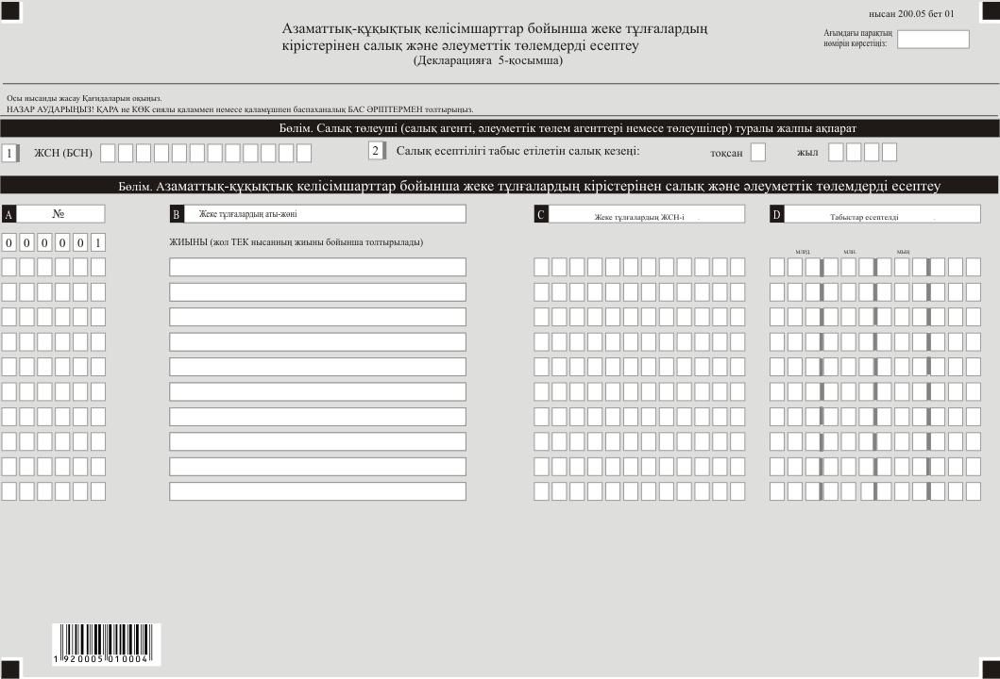 нысан 200.05 бет 01
Азаматтық-құқықтық келісімшарттар бойынша жеке тұлғалардың
кірістерінен салық және әлеуметтік төлемдерді есептеу
(Декларацияға 5-қосымша)
Ағымдағы парақтың
нөмірін көрсетіңіз:
Осы нысанды жасау Қағидаларын оқыңыз.
НАЗАР АУДАРЫҢЫЗ! ҚАРА не КӨК сиялы қаламмен немесе қаламұшпен баспаханалық БАС ӘРІПТЕРМЕН толтырыңыз.
Бөлім. Салық төлеуші (салық агенті, әлеуметтік төлем агенттері немесе төлеушілер) туралы жалпы ақпарат
1 ЖСН (БСН) 2 Салық есептілігі табыс етілетін салық кезеңі: тоқсан жыл
Бөлім. Азаматтық-құқықтық келісімшарттар бойынша жеке тұлғалардың кірістерінен салық және әлеуметтік төлемдерді есептеу
A № B Жеке тұлғалардың аты-жөні C Жеке тұлғалардың ЖСН-і D Табыстар есептелді
0 0 0 0 0 1 ЖИЫНЫ (жол ТЕК нысанның жиыны бойынша толтырылады)
МЛРД. МЛН. МЫҢ
1 920005 010004